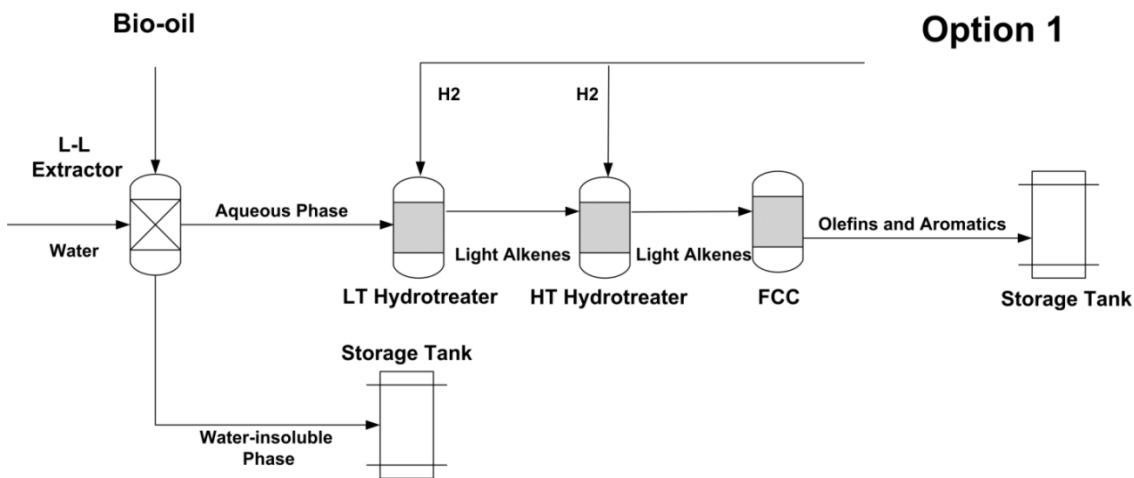 Bio-oil
Option 1
H2
H2
L-L
Extractor
Aqueous Phase
Olefins and Aromatics
Water
Light Alkenes
Light Alkenes
LT Hydrotreater
HT Hydrotreater
FCC
Storage Tank
Storage Tank
Water-insoluble
Phase